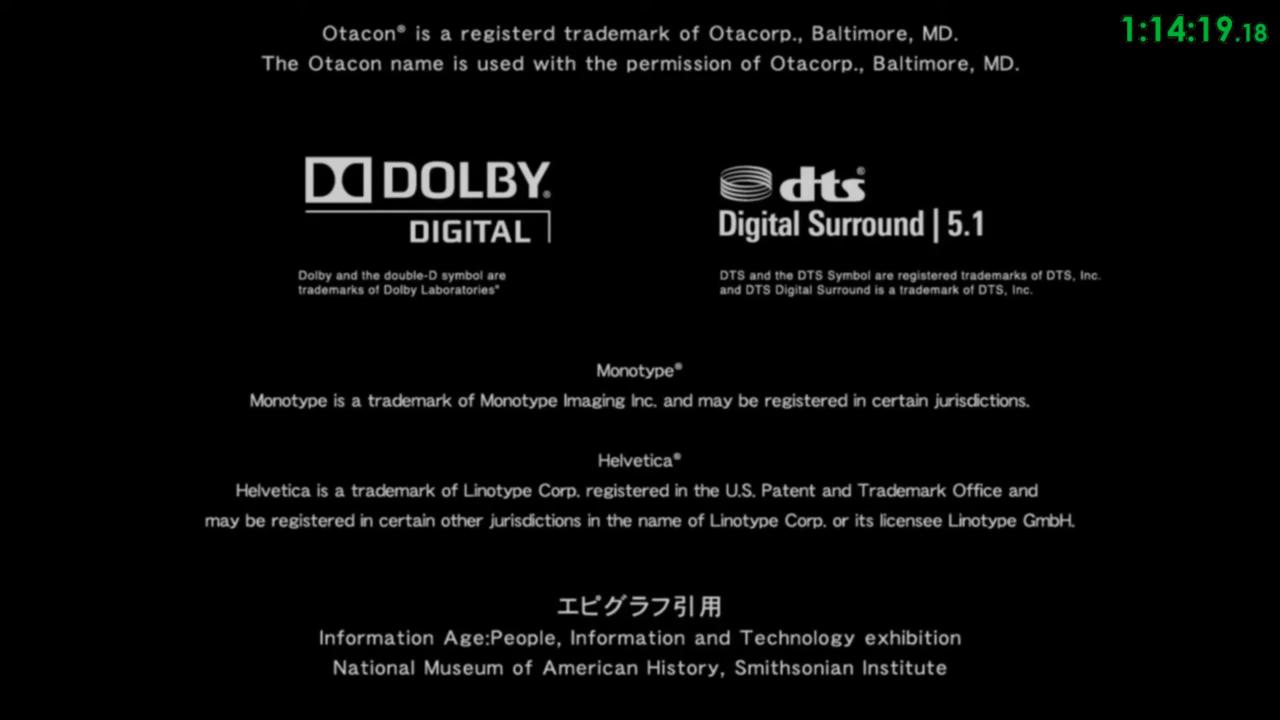 1:14:19.18
Otacon® is a registerd trademark of Otacorp., Baltimore, MD.
The Otacon name is used with the permission of Otacorp., Baltimore, MD.
DOLBY®
DIGITAL
Dolby and the double-D symbol are
trademarks of Dolby Laboratories®
dts®
Digital Surround | 5.1
DTS and the DTS Symbol are registered trademarks of DTS, Inc.
and DTS Digital Surround is a trademark of DTS, Inc.
Monotype®
Monotype is a trademark of Monotype Imaging Inc. and may be registered in certain jurisdictions.
Helvetica®
Helvetica is a trademark of Linotype Corp. registered in the U.S. Patent and Trademark Office and
may be registered in certain other jurisdictions in the name of Linotype Corp. or its licensee Linotype GmbH.
エピグラフ引用
Information Age:People, Information and Technology exhibition
National Museum of American History, Smithsonian Institute